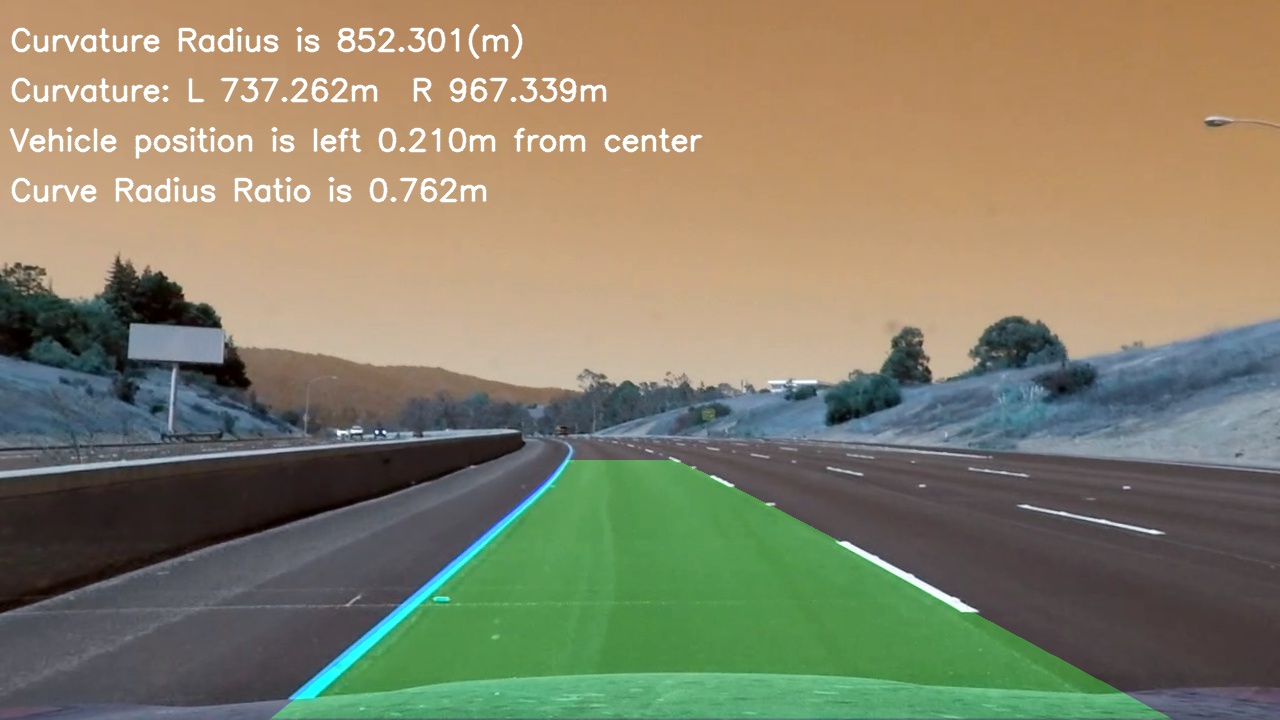 Curvature Radius is 852.301(m)
Curvature: L 737.262m R 967.339m
Vehicle position is left 0.210m from center
Curve Radius Ratio is 0.762m